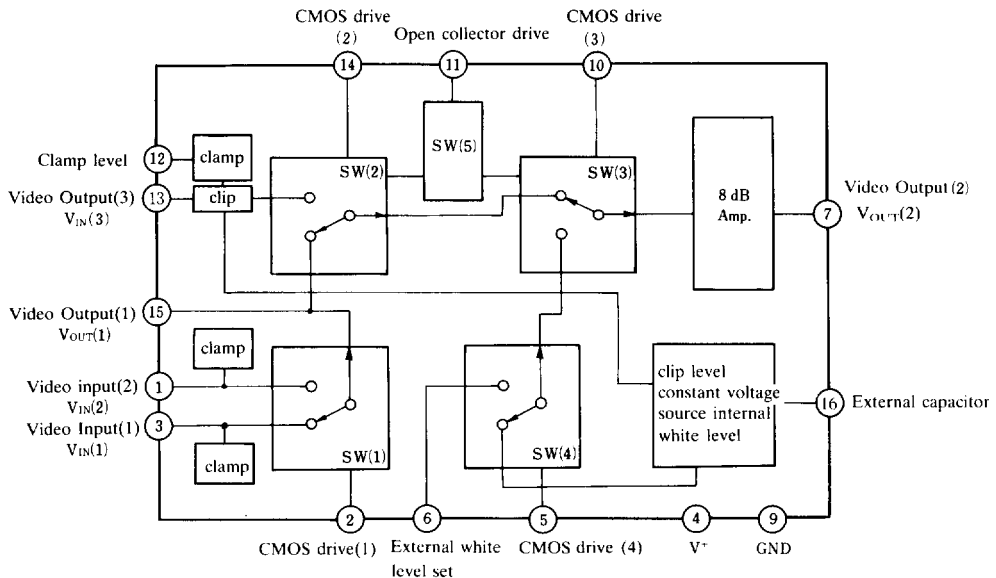 CMOS drive
(2)
Open collector drive
CMOS drive
(3)
14
11
10
Clamp level
12
clamp
SW(5)
SW(2)
SW(3)
Video Output(3)
13
clip
VIN(3)
8 dB
Amp.
Video Output(2)
7
VOUT(2)
Video Output(1)
15
VOUT(1)
clamp
Video input(2)
1
VIN(2)
Video Input(1)
3
VIN(1)
clamp
SW(1)
SW(4)
clip level
constant voltage
source internal
white level
16
External capacitor
2
6
5
4
9
CMOS drive(1)
External white
level set
CMOS drive (4)
V+
GND